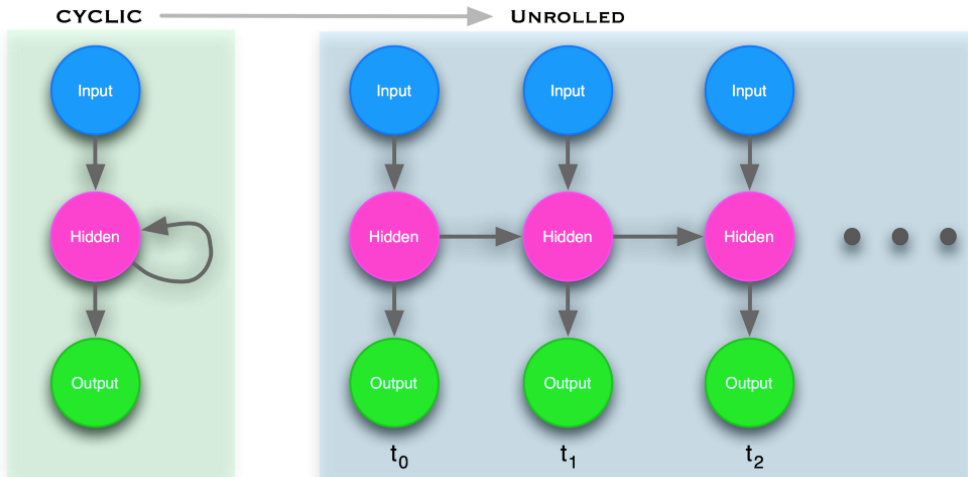 CYCLIC
UNROLLED
Input
Input
Input
Input
Hidden
Hidden
Hidden
Hidden
Output
Output
Output
Output
t0
t1
t2